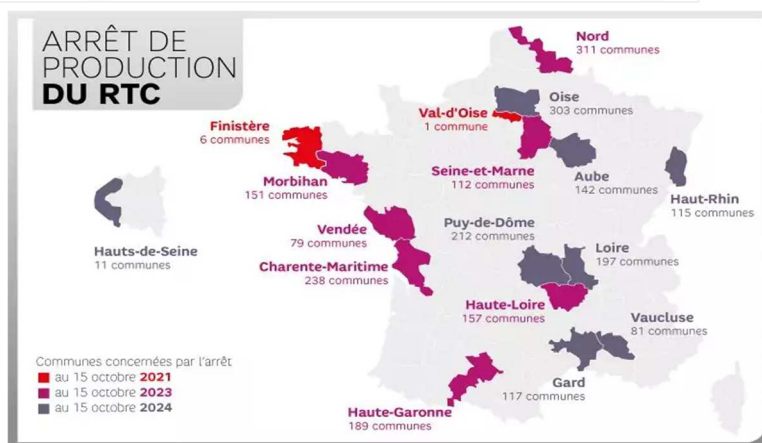 ARRÊT DE
PRODUCTION
DU RTC
Nord
311 communes
Oise
303 communes
Val-d'Oise
1 commune
Finistère
6 communes
Seine-et-Marne
112 communes
Aube
142 communes
Haut-Rhin
115 communes
Morbihan
151 communes
Hauts-de-Seine
11 communes
Vendée
79 communes
Puy-de-Dôme
212 communes
Loire
197 communes
Charente-Maritime
238 communes
Haute-Loire
157 communes
Vaucluse
81 communes
Gard
117 communes
Haute-Garonne
189 communes
Communes concernées par l'arrêt
au 15 octobre 2021
au 15 octobre 2023
au 15 octobre 2024